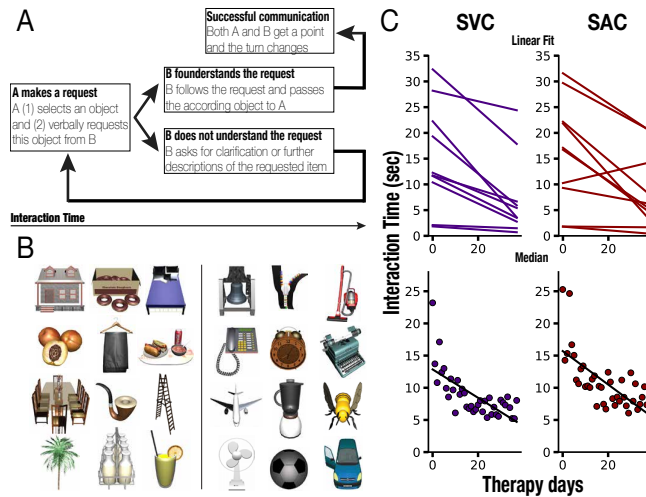 A
Successful communication
Both A and B get a point
and the turn changes
A makes a request
A (1) selects an object
and (2) verbally requests
this object from B
B founderstands the request
B follows the request and passes
the according object to A
B does not understand the request
B asks for clarification or further
descriptions of the requested item
Interaction Time
B
C
SVC
SAC
Linear Fit
35
30
25
20
15
10
5
0
0
20
0
20
Interaction Time (sec)
Median
25
20
15
10
5
0
0
20
0
20
Therapy days